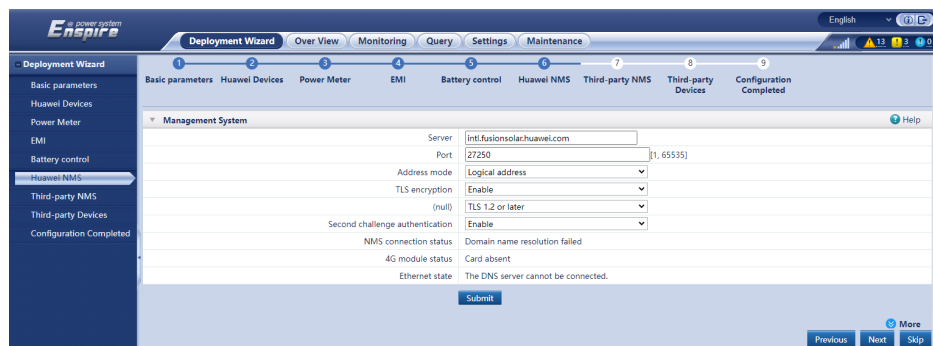 English
e power system
Enspire
Deployment Wizard Over View Monitoring Query Settings Maintenance
13 3 0
Deployment Wizard
Basic parameters
Huawei Devices
Power Meter
EMI
Battery control
Huawei NMS
Third-party NMS
Third-party Devices
Configuration Completed
1 2 3 4 5 6 7 8 9
Basic parameters Huawei Devices Power Meter EMI Battery control Huawei NMS Third-party NMS Third-party Configuration
Devices Completed
Management System Help
Server intl.fusionsolar.huawei.com
Port 27250 [1, 65535]
Address mode Logical address
TLS encryption Enable
(null) TLS 1.2 or later
Second challenge authentication Enable
NMS connection status Domain name resolution failed
4G module status Card absent
Ethernet state The DNS server cannot be connected.
Submit
More
Previous Next Skip